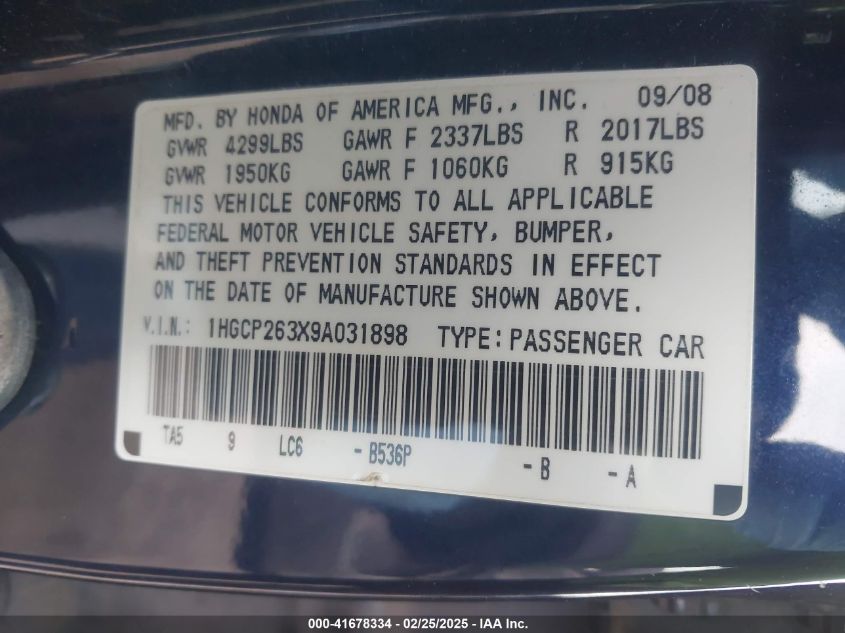 MFD. BY HONDA OF AMERICA MFG., INC. 09/08
GVWR 4299LBS GAWR F 2337LBS R 2017LBS
GVWR 1950KG GAWR F 1060KG R 915KG
THIS VEHICLE CONFORMS TO ALL APPLICABLE
FEDERAL MOTOR VEHICLE SAFETY, BUMPER,
AND THEFT PREVENTION STANDARDS IN EFFECT
ON THE DATE OF MANUFACTURE SHOWN ABOVE.
V.I.N.: 1HGCP263X9A031898 TYPE: PASSENGER CAR
TA5 9 LC6 - B536P - B - A
000-41678334 - 02/25/2025 - IAA Inc.